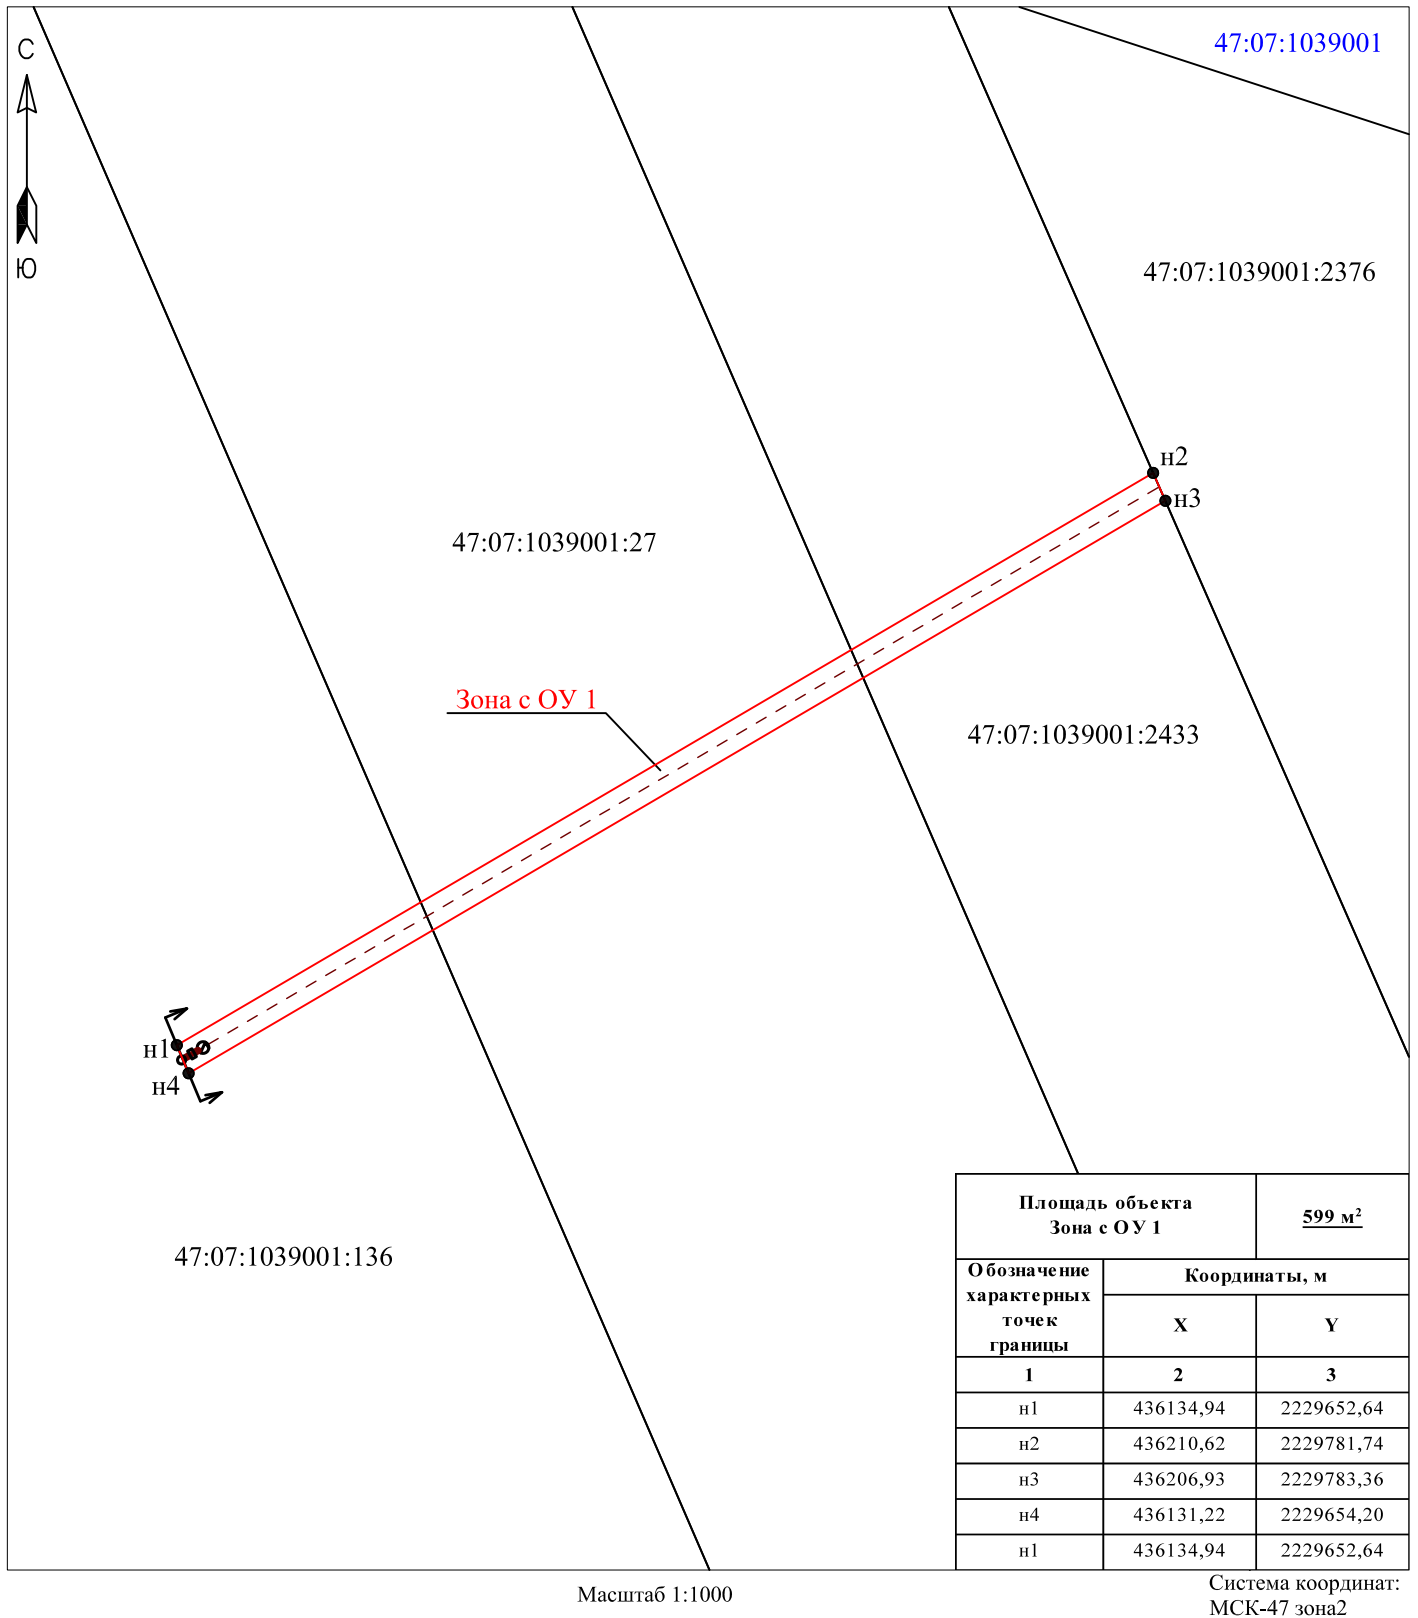 47:07:1039001
С
Ю
47:07:1039001:2376
н2
н3
47:07:1039001:27
Зона с ОУ 1
47:07:1039001:2433
н1
н4
47:07:1039001:136
Площадь объекта
Зона с ОУ 1
599 м²
Обозначение
характерных
точек
границы
Координаты, м
X Y
1 2 3
н1 436134,94 2229652,64
н2 436210,62 2229781,74
н3 436206,93 2229783,36
н4 436131,22 2229654,20
н1 436134,94 2229652,64
Масштаб 1:1000
Система координат:
МСК-47 зона2